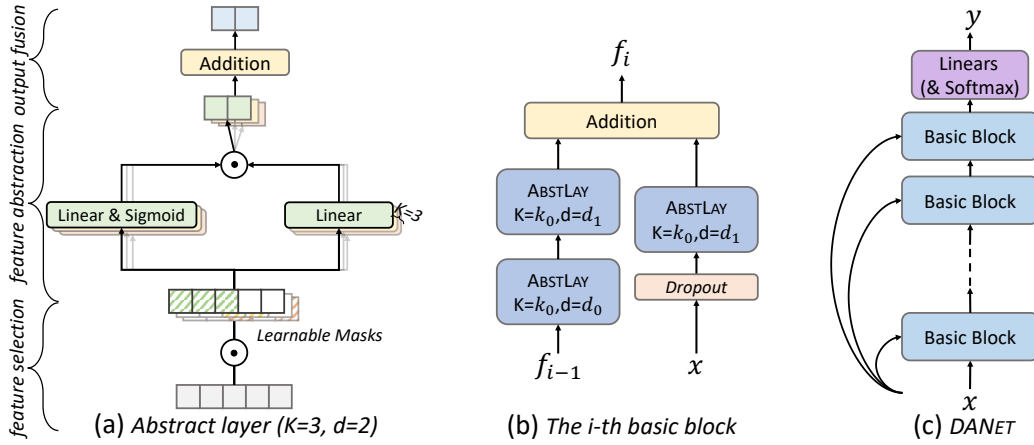 output fusion
feature abstraction
feature selection
Addition
Linear & Sigmoid
Linear
K=3
Learnable Masks
(a) Abstract layer (K=3, d=2)
f_i
Addition
ABSTLAY
K=k_0,d=d_1
ABSTLAY
K=k_0,d=d_1
ABSTLAY
K=k_0,d=d_0
Dropout
f_{i−1}
x
(b) The i-th basic block
y
Linears
(& Softmax)
Basic Block
Basic Block
Basic Block
x
(c) DANET